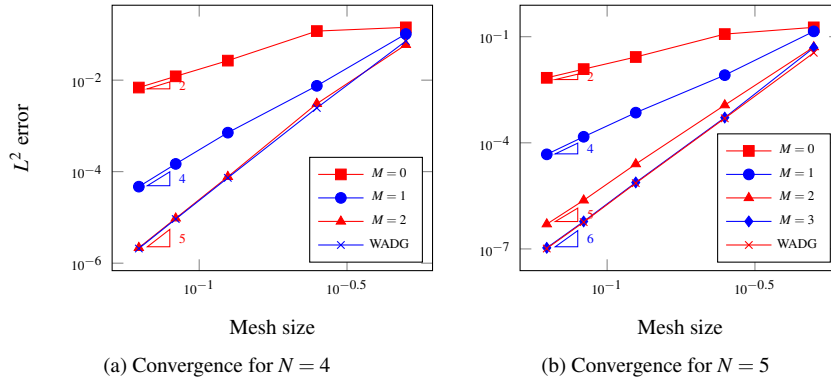 10⁻²
10⁻⁴
10⁻⁶
L² error
2
4
5
M = 0
M = 1
M = 2
WADG
10⁻¹
10⁻⁰·⁵
Mesh size
(a) Convergence for N = 4
10⁻¹
10⁻⁴
10⁻⁷
2
4
5
6
M = 0
M = 1
M = 2
M = 3
WADG
10⁻¹
10⁻⁰·⁵
Mesh size
(b) Convergence for N = 5